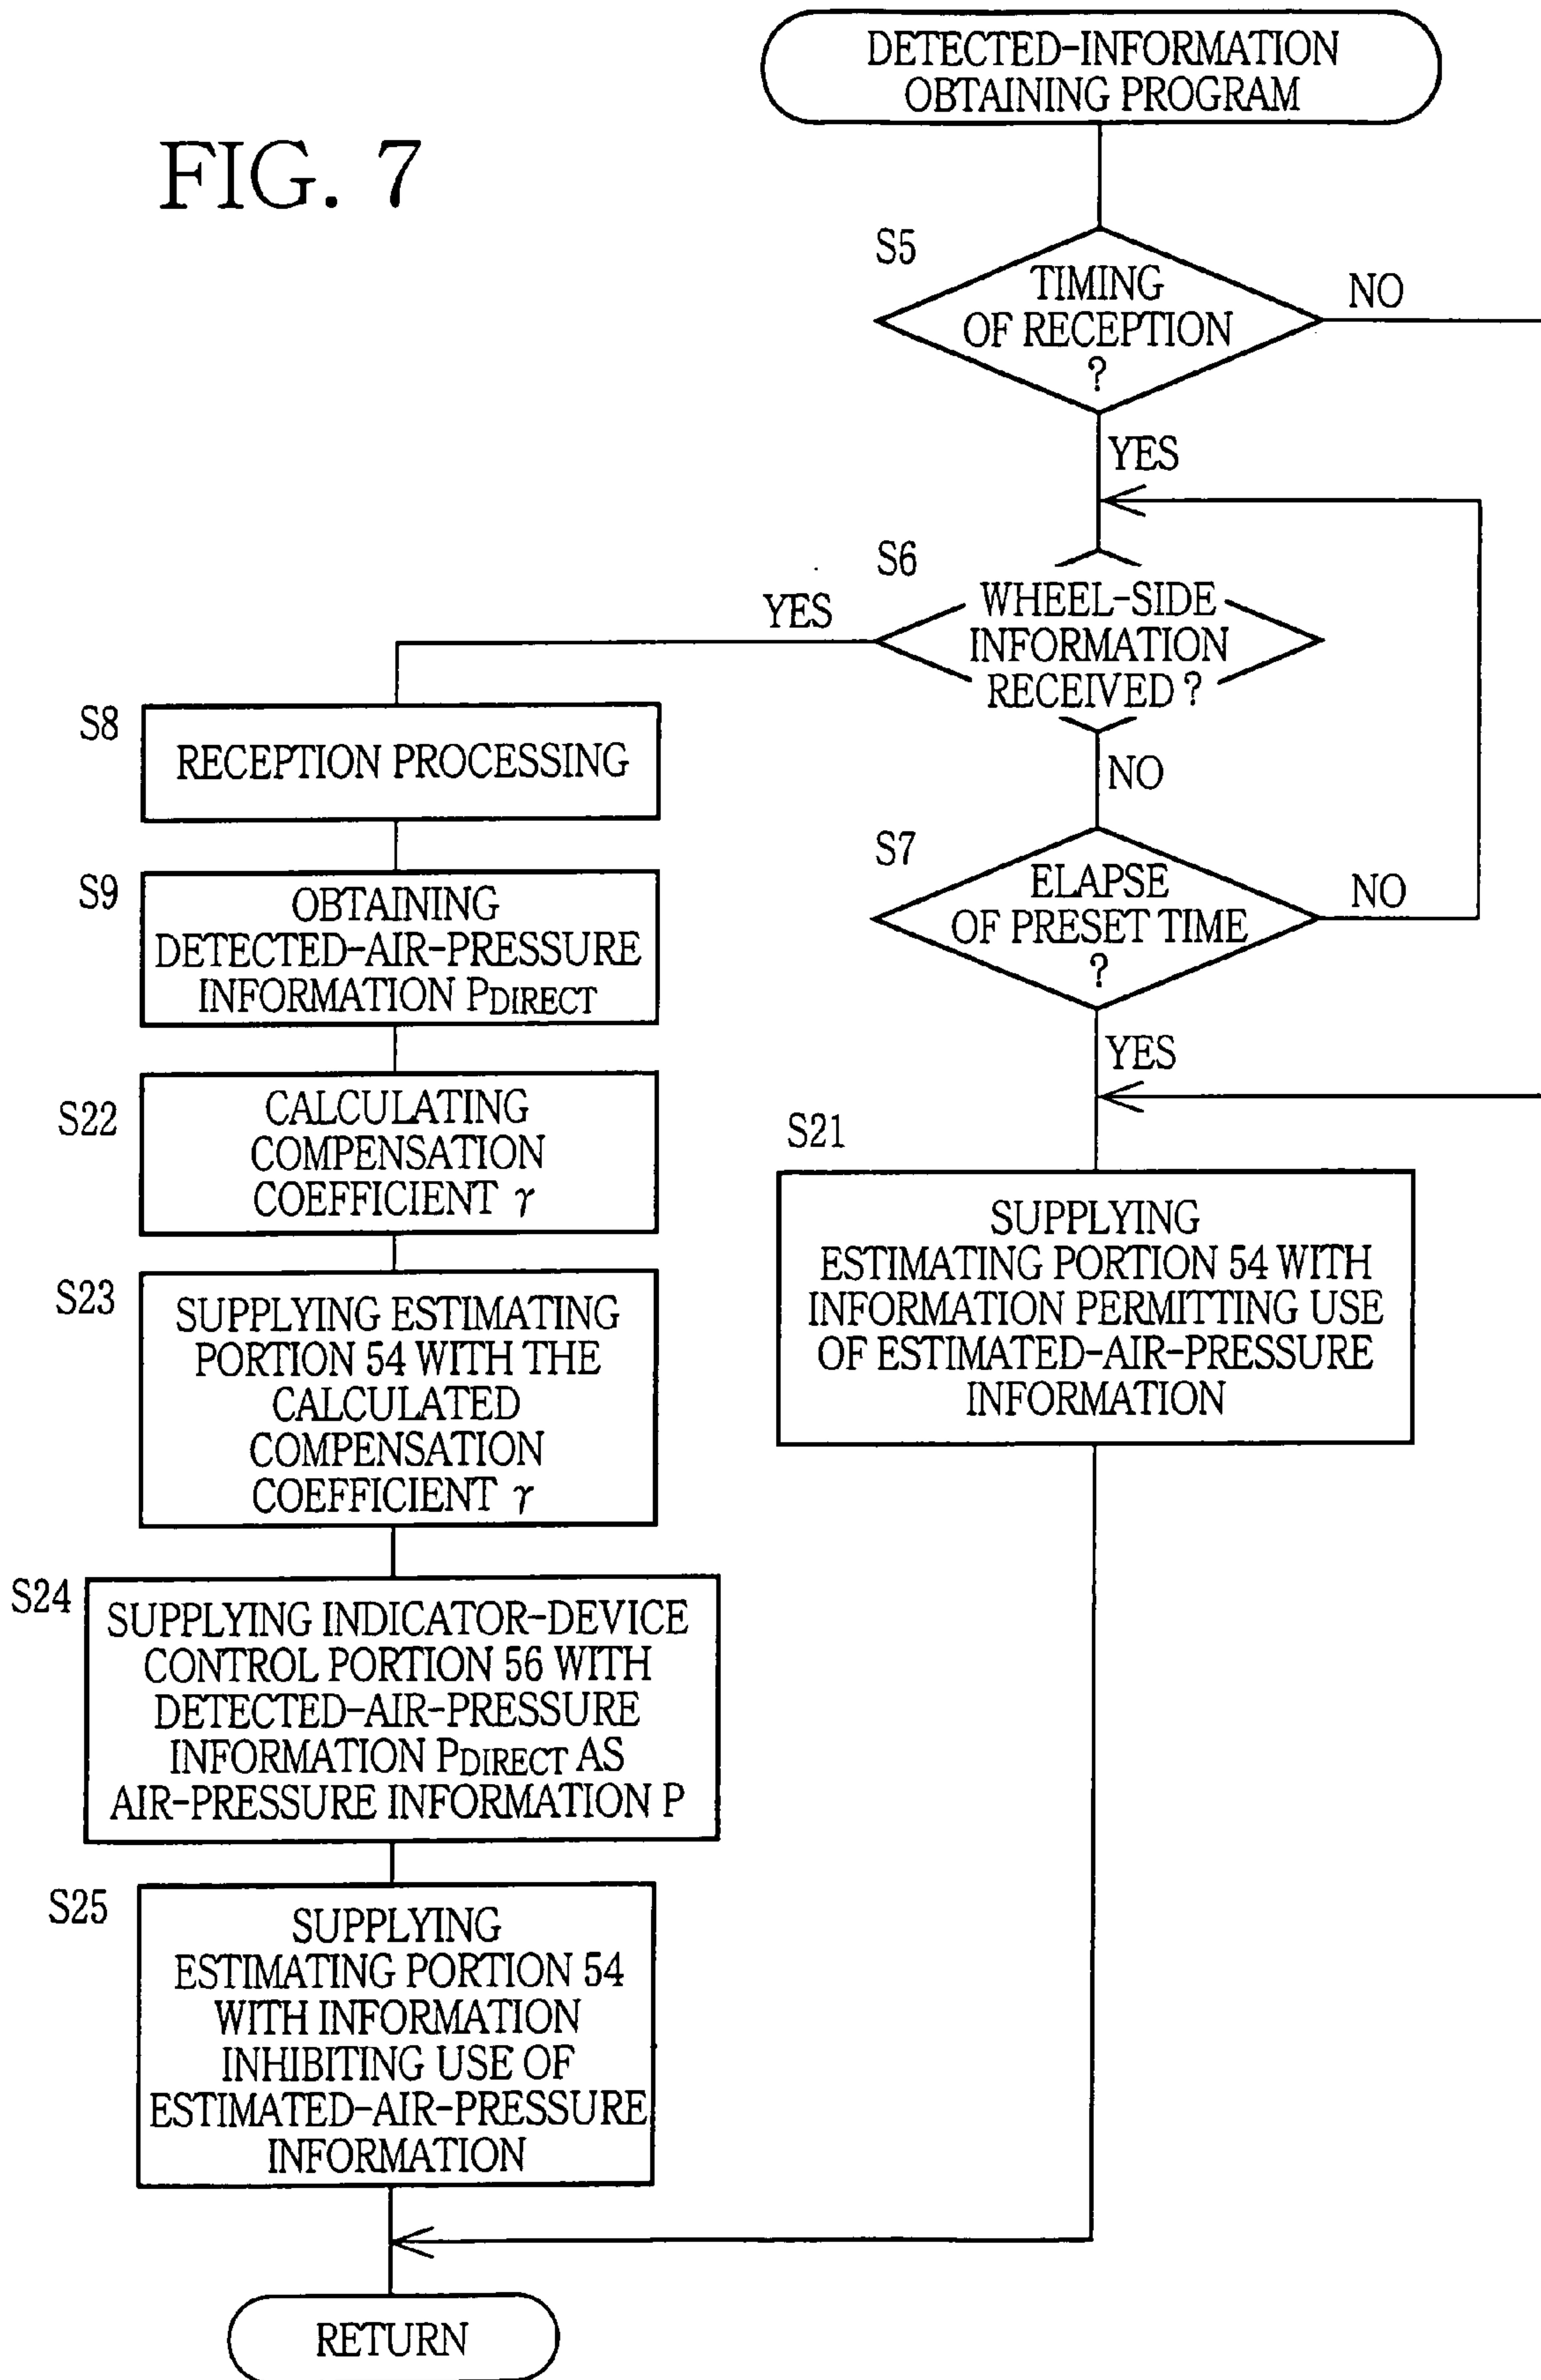 FIG. 7
DETECTED-INFORMATION
OBTAINING PROGRAM
S5
TIMING
OF RECEPTION
?
NO
YES
S6
WHEEL-SIDE
INFORMATION
RECEIVED ?
YES
NO
S7
ELAPSE
OF PRESET TIME
?
NO
YES
S21
SUPPLYING
ESTIMATING PORTION 54 WITH
INFORMATION PERMITTING USE
OF ESTIMATED-AIR-PRESSURE
INFORMATION
S8
RECEPTION PROCESSING
S9
OBTAINING
DETECTED-AIR-PRESSURE
INFORMATION PDIRECT
S22
CALCULATING
COMPENSATION
COEFFICIENT γ
S23
SUPPLYING ESTIMATING
PORTION 54 WITH THE
CALCULATED
COMPENSATION
COEFFICIENT γ
S24
SUPPLYING INDICATOR-DEVICE
CONTROL PORTION 56 WITH
DETECTED-AIR-PRESSURE
INFORMATION PDIRECT AS
AIR-PRESSURE INFORMATION P
S25
SUPPLYING
ESTIMATING PORTION 54
WITH INFORMATION
INHIBITING USE OF
ESTIMATED-AIR-PRESSURE
INFORMATION
RETURN